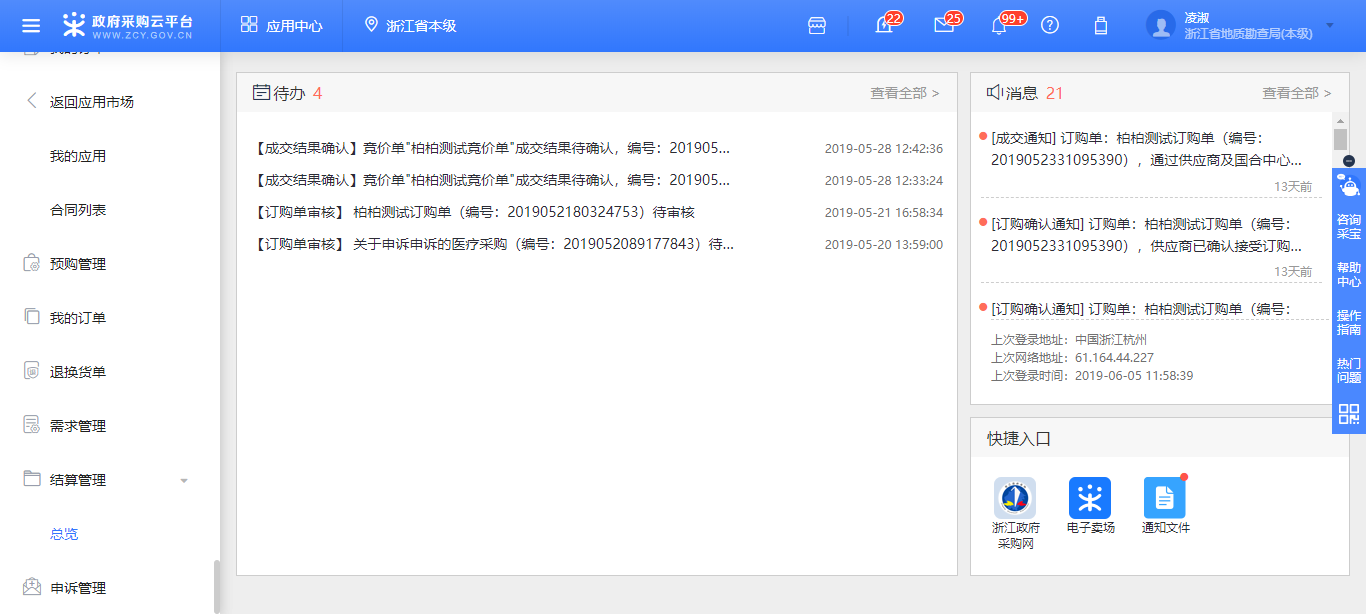 政府采购云平台
WWW.ZCY.GOV.CN
应用中心
浙江省本级
22
25
99+
凌淑
浙江省地质勘查局(本级)
返回应用市场
我的应用
合同列表
预购管理
我的订单
退换货单
需求管理
结算管理
总览
申诉管理
待办 4
查看全部 >
【成交结果确认】竞价单"柏柏测试竞价单"成交结果待确认，编号：201905...
2019-05-28 12:42:36
【成交结果确认】竞价单"柏柏测试竞价单"成交结果待确认，编号：201905...
2019-05-28 12:33:24
【订购单审核】 柏柏测试订购单（编号：2019052180324753）待审核
2019-05-21 16:58:34
【订购单审核】 关于申诉申诉的医疗采购（编号：2019052089177843）待...
2019-05-20 13:59:00
消息 21
查看全部 >
[成交通知] 订购单：柏柏测试订购单（编号：
2019052331095390），通过供应商及国合中心...
13天前
[订购确认通知] 订购单：柏柏测试订购单（编号：
2019052331095390），供应商已确认接受订购...
13天前
[订购确认通知] 订购单：柏柏测试订购单（编号：
上次登录地址：中国浙江杭州
上次网络地址：61.164.44.227
上次登录时间：2019-06-05 11:58:39
快捷入口
浙江政府
采购网
电子卖场
通知文件
咨询
采宝
帮助
中心
操作
指南
热门
问题